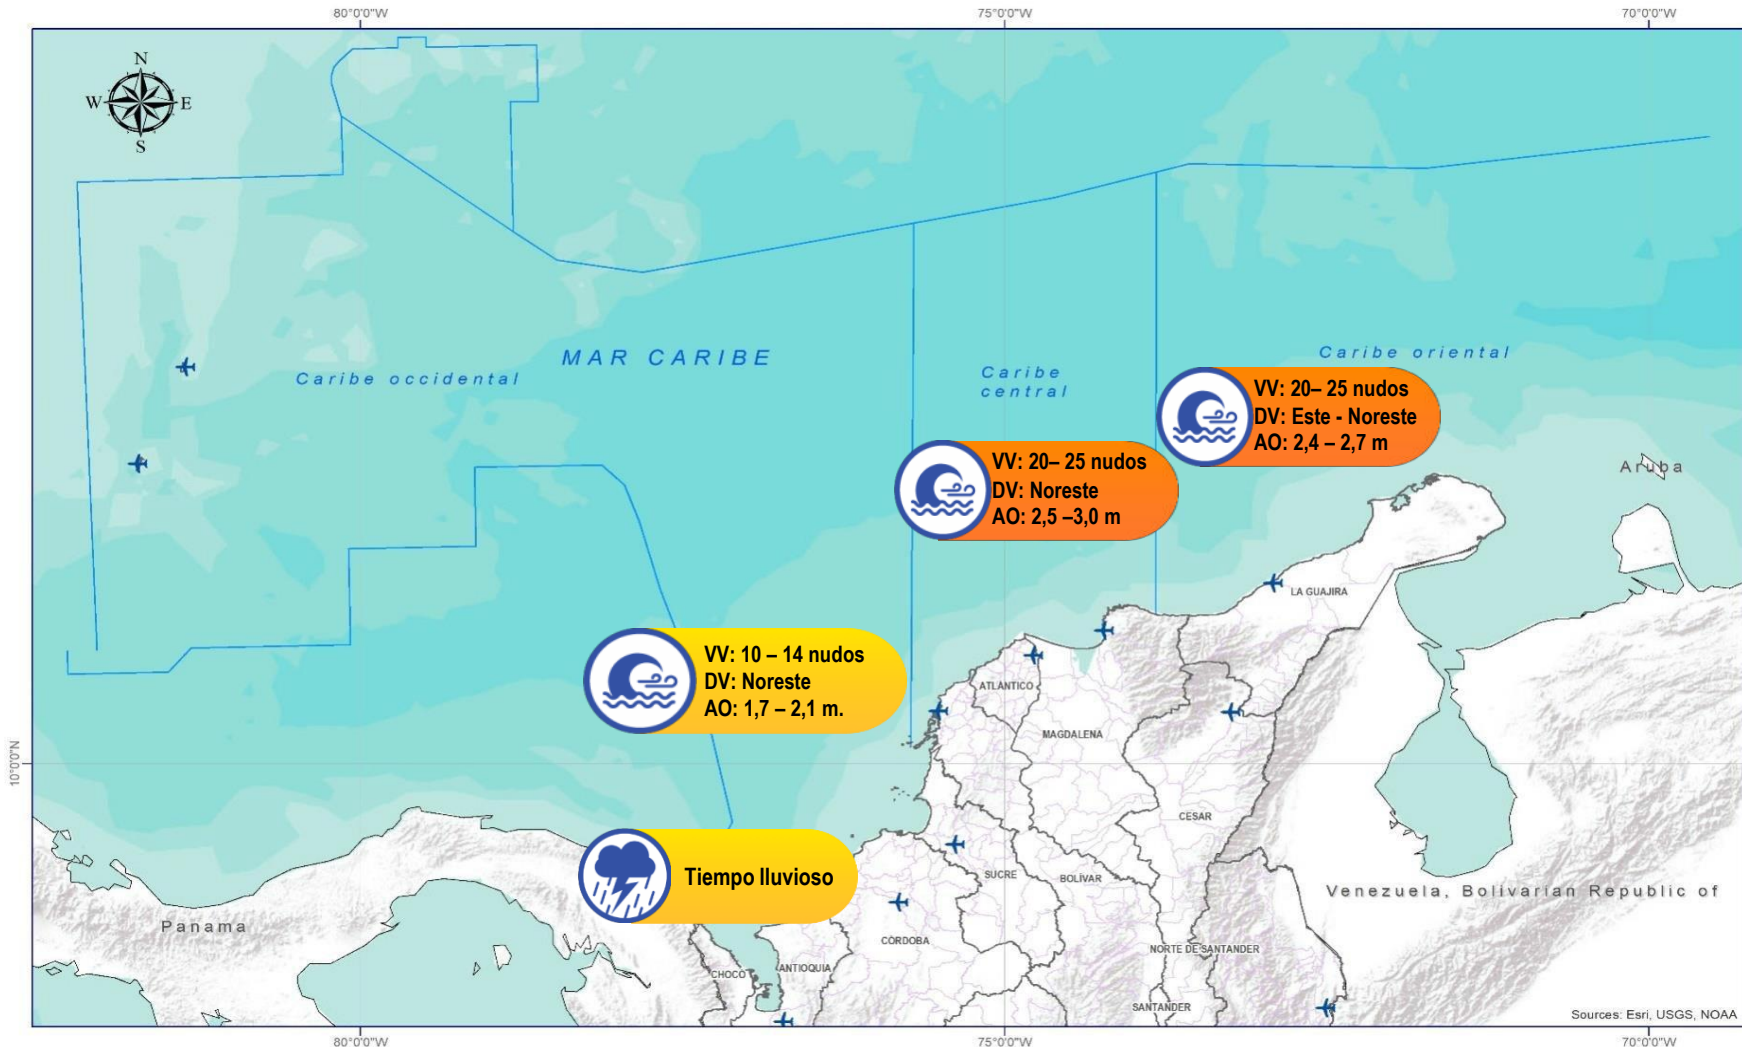 80°0'0"W
75°0'0"W
70°0'0"W
N
W
E
S
MAR CARIBE
Caribe occidental
Caribe
central
Caribe oriental
VV: 20– 25 nudos
DV: Este - Noreste
AO: 2,4 – 2,7 m
VV: 20– 25 nudos
DV: Noreste
AO: 2,5 –3,0 m
Aruba
LA GUAJIRA
VV: 10 – 14 nudos
DV: Noreste
AO: 1,7 – 2,1 m.
ATLANTICO
MAGDALENA
10°0'0"N
CESAR
Tiempo lluvioso
SUCRE
BOLÍVAR
Venezuela, Bolivarian Republic of
Panama
CÓRDOBA
NORTE DE SANTANDER
CHOCO
ANTIOQUIA
SANTANDER
Sources: Esri, USGS, NOAA
80°0'0"W
75°0'0"W
70°0'0"W